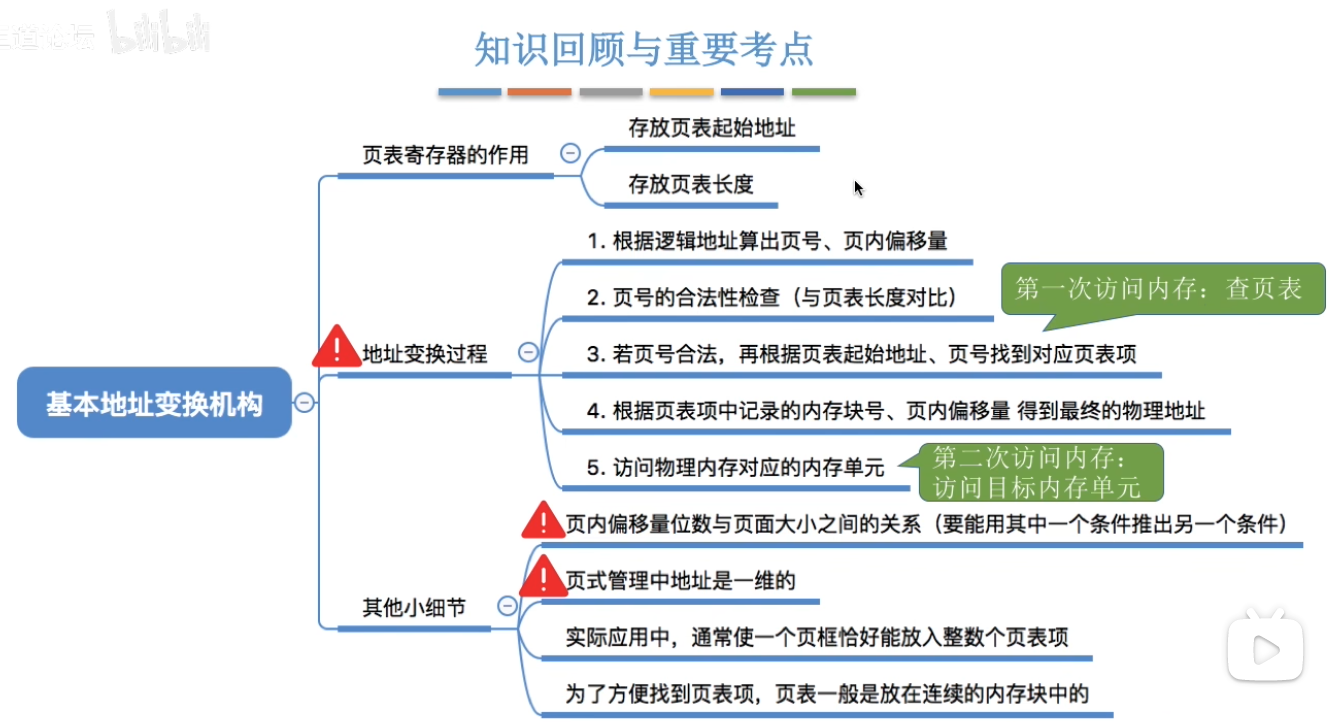 bilibili
知识回顾与重要考点
存放页表起始地址
页表寄存器的作用
存放页表长度
1. 根据逻辑地址算出页号、页内偏移量
2. 页号的合法性检查（与页表长度对比）
第一次访问内存：查页表
地址变换过程
3. 若页号合法，再根据页表起始地址、页号找到对应页表项
基本地址变换机构
4. 根据页表项中记录的内存块号、页内偏移量 得到最终的物理地址
5. 访问物理内存对应的内存单元
第二次访问内存：
访问目标内存单元
页内偏移量位数与页面大小之间的关系（要能用其中一个条件推出另一个条件）
页式管理中地址是一维的
其他小细节
实际应用中，通常使一个页框恰好能放入整数个页表项
为了方便找到页表项，页表一般是放在连续的内存块中的